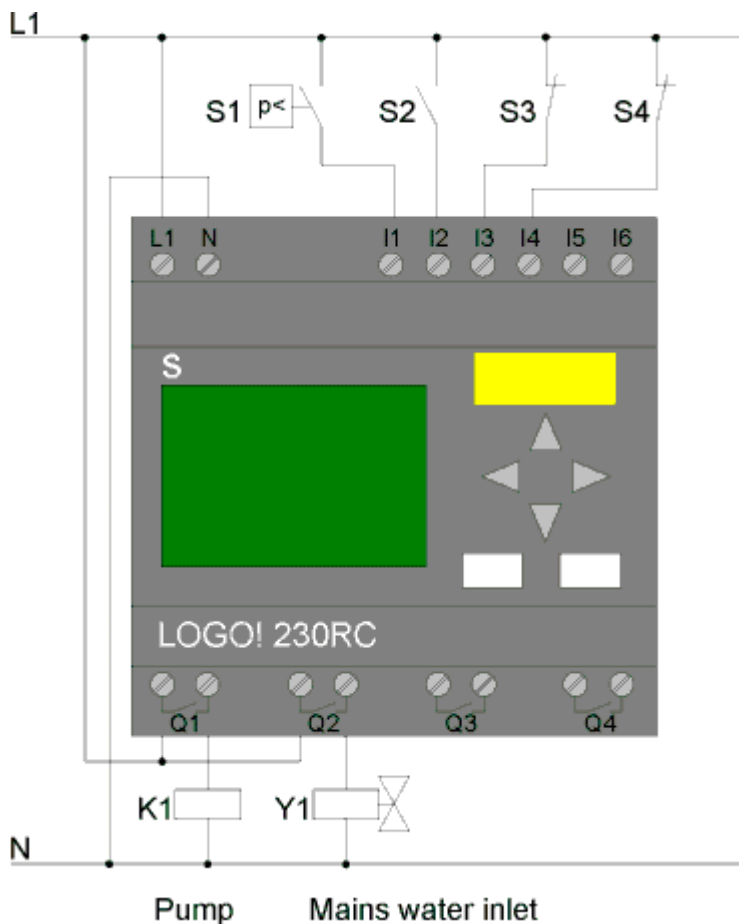 L1
S1 p< S2 S3 S4
L1 N I1 I2 I3 I4 I5 I6
S
LOGO! 230RC
Q1 Q2 Q3 Q4
K1 Y1
N
Pump Mains water inlet